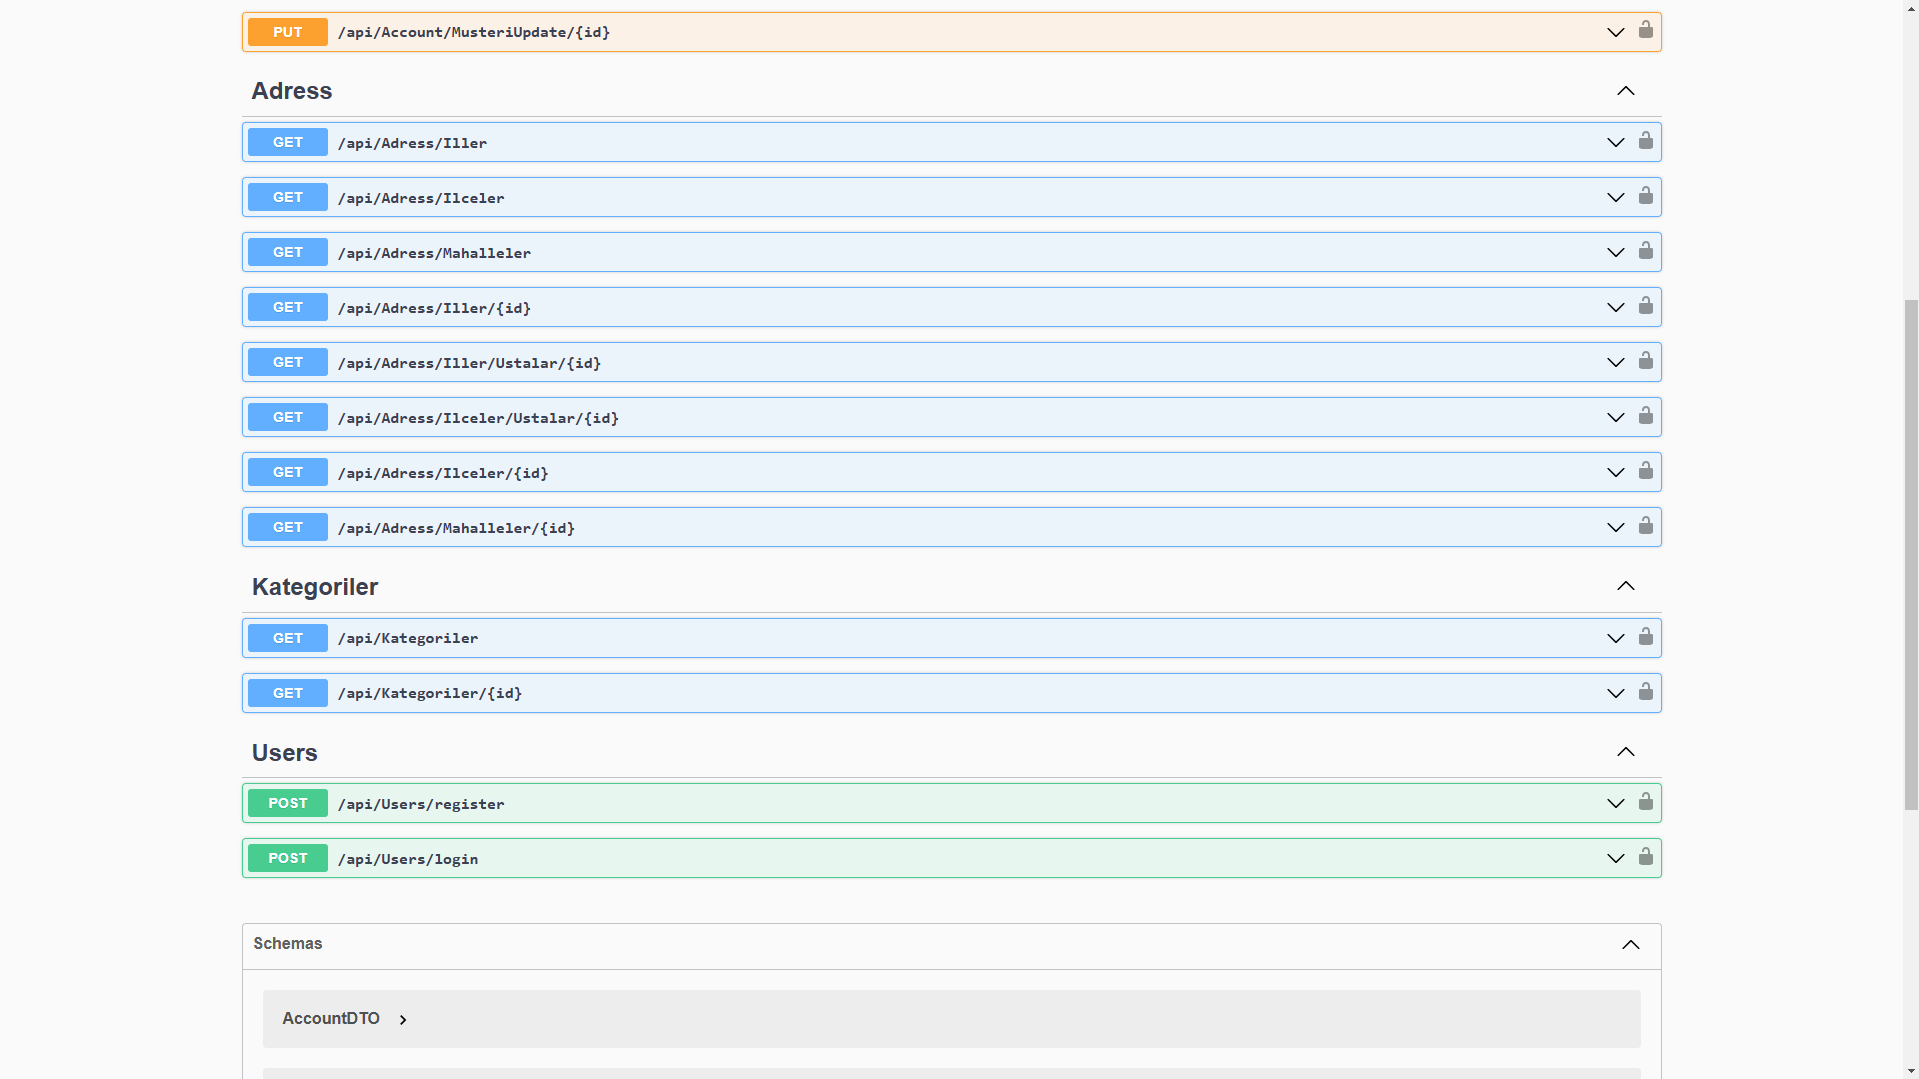 PUT /api/Account/MusteriUpdate/{id}
Adress
GET /api/Adress/Iller
GET /api/Adress/Ilceler
GET /api/Adress/Mahalleler
GET /api/Adress/Iller/{id}
GET /api/Adress/Iller/Ustalar/{id}
GET /api/Adress/Ilceler/Ustalar/{id}
GET /api/Adress/Ilceler/{id}
GET /api/Adress/Mahalleler/{id}
Kategoriler
GET /api/Kategoriler
GET /api/Kategoriler/{id}
Users
POST /api/Users/register
POST /api/Users/login
Schemas
AccountDTO